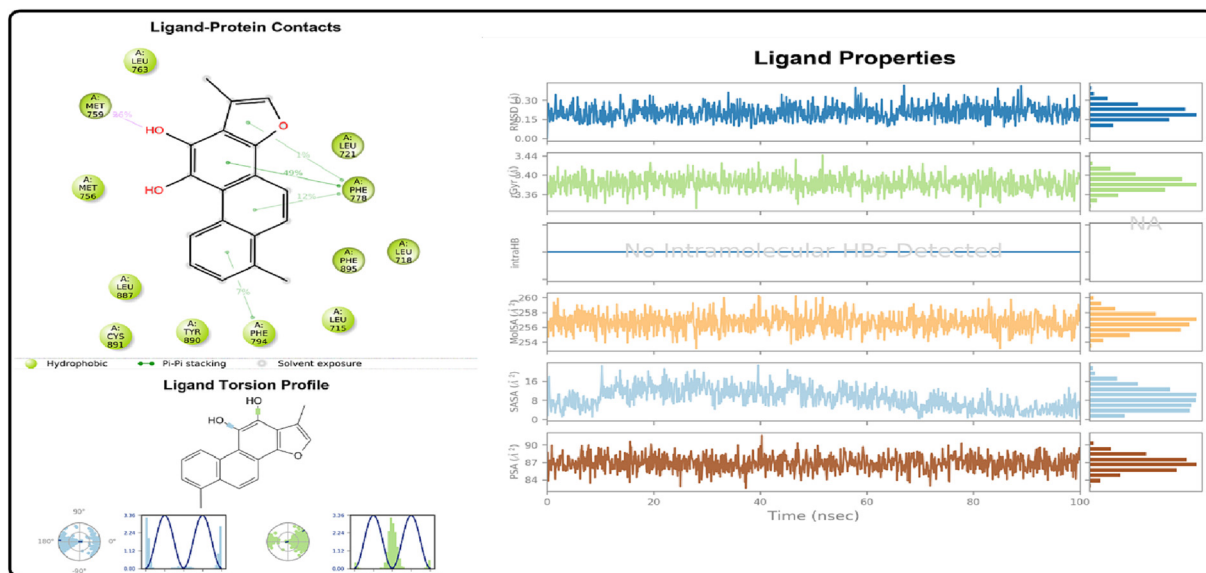 Ligand-Protein Contacts
A:
LEU
763
A:
MET
759
HO
O
A:
LEU
721
1%
49%
A:
PHE
778
12%
A:
MET
756
HO
A:
PHE
895
A:
LEU
718
7%
A:
LEU
887
A:
CYS
891
A:
TYR
890
A:
PHE
794
A:
LEU
715
Hydrophobic Pi-Pi stacking Solvent exposure
Ligand Torsion Profile
HO
HO
O
90°
180° 0°
-90°
3.36
2.24
1.12
0.00
3.36
2.24
1.12
0.00
Ligand Properties
RMSD (Å)
0.30
0.15
0.00
rGyr (Å)
3.44
3.40
3.36
intraHB
No Intramolecular HBs Detected
NA
MolSA (Å²)
260
258
256
254
SASA (Å²)
16
8
0
PSA (Å²)
90
87
84
0 20 40 60 80 100
Time (nsec)